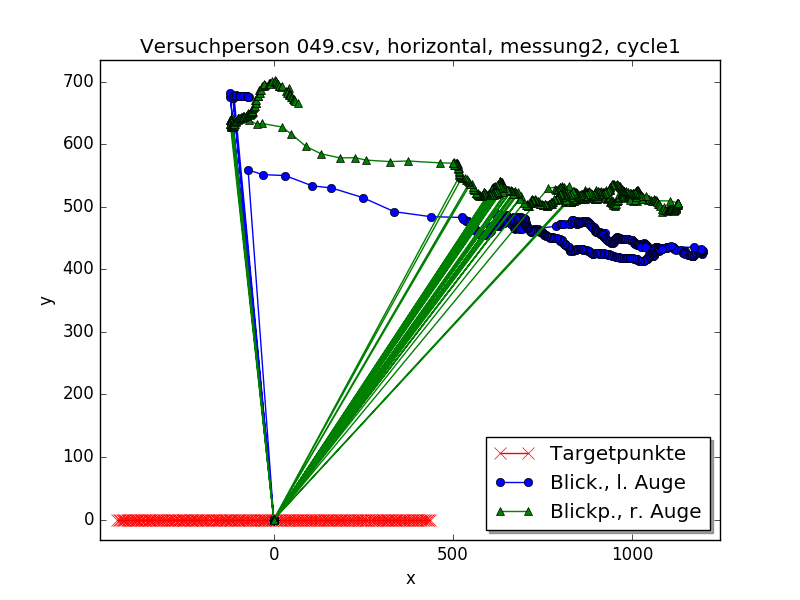 Versuchperson 049.csv, horizontal, messung2, cycle1
700
600
500
400
300
200
100
0
y
0
500
1000
x
Targetpunkte
Blick., l. Auge
Blickp., r. Auge